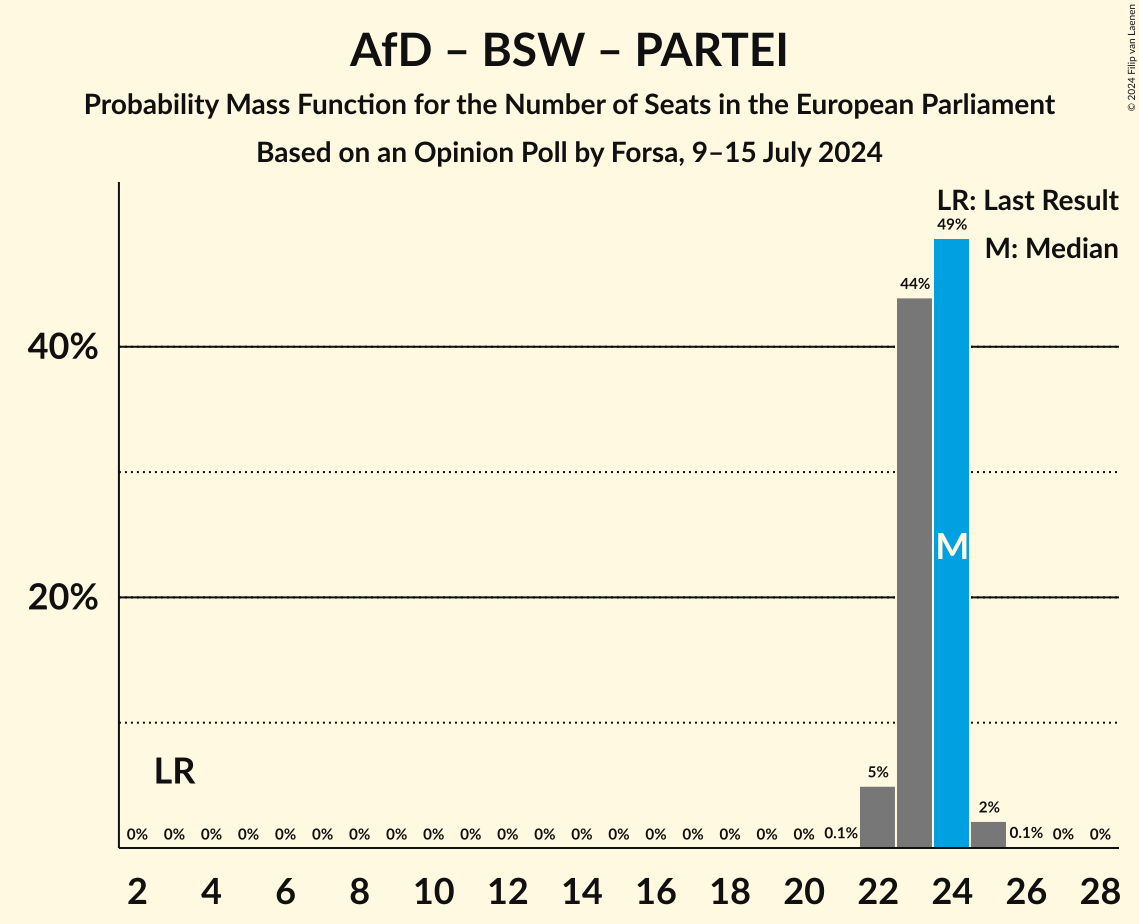 AfD – BSW – PARTEI
Probability Mass Function for the Number of Seats in the European Parliament
Based on an Opinion Poll by Forsa, 9–15 July 2024
© 2024 Filip van Laenen
LR: Last Result
M: Median
49%
44%
40%
M
20%
LR
5%
2%
0% 0% 0% 0% 0% 0% 0% 0% 0% 0% 0% 0% 0% 0% 0% 0% 0% 0% 0% 0.1% 0.1% 0% 0%
2 4 6 8 10 12 14 16 18 20 22 24 26 28